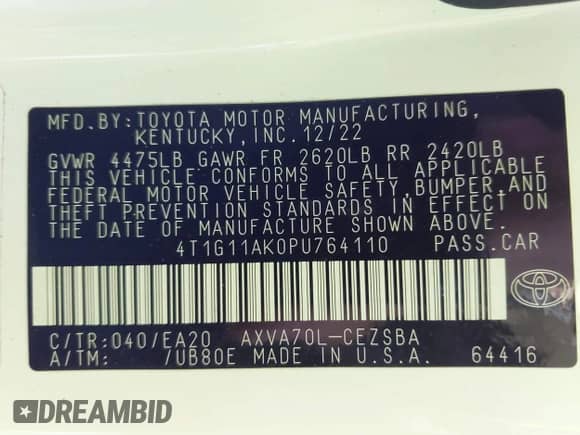 MFD.BY:TOYOTA MOTOR MANUFACTURING,
KENTUCKY,INC.12/22
GVWR 4475LB GAWR FR 2620LB RR 2420LB
THIS VEHICLE CONFORMS TO ALL APPLICABLE
FEDERAL MOTOR VEHICLE SAFETY,BUMPER,AND
THEFT PREVENTION STANDARDS IN EFFECT ON
THE DATE OF MANUFACTURE SHOWN ABOVE.
4T1G11AK0PU764110 PASS.CAR
C/TR:040/EA20 AXVA70L-CEZSBA
A/TM: /UB80E MADE IN U.S.A. 64416
DREAMBID